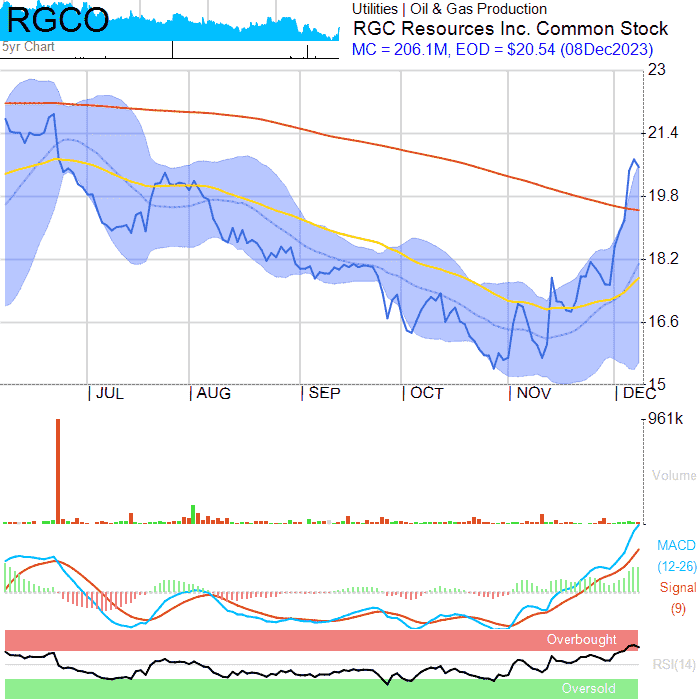 RGCO
5yr Chart
Utilities | Oil & Gas Production
RGC Resources Inc. Common Stock
MC = 206.1M, EOD = $20.54 (08Dec2023)
23
21.4
19.8
18.2
16.6
15
JUL AUG SEP OCT NOV DEC
961k
Volume
MACD
(12-26)
Signal
(9)
Overbought
RSI(14)
Oversold